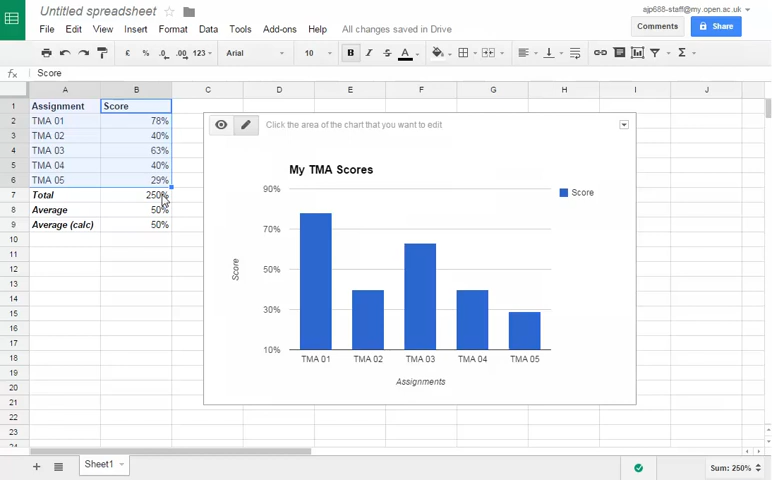 Untitled spreadsheet
ajp688-staff@my.open.ac.uk
File Edit View Insert Format Data Tools Add-ons Help All changes saved in Drive
Comments Share
£ % .0 .00 123 Arial 10 B I S A Σ
fx Score
A B C D E F G H I J
1 Assignment Score
2 TMA 01 78%
3 TMA 02 40%
4 TMA 03 63%
5 TMA 04 40%
6 TMA 05 29%
7 Total 250%
8 Average 50%
9 Average (calc) 50%
10
11
12
13
14
15
16
17
18
19
20
21
22
23
24
Click the area of the chart that you want to edit
My TMA Scores
90%
70%
50%
30%
10%
Score
Score
TMA 01 TMA 02 TMA 03 TMA 04 TMA 05
Assignments
+ Sheet1 Sum: 250%